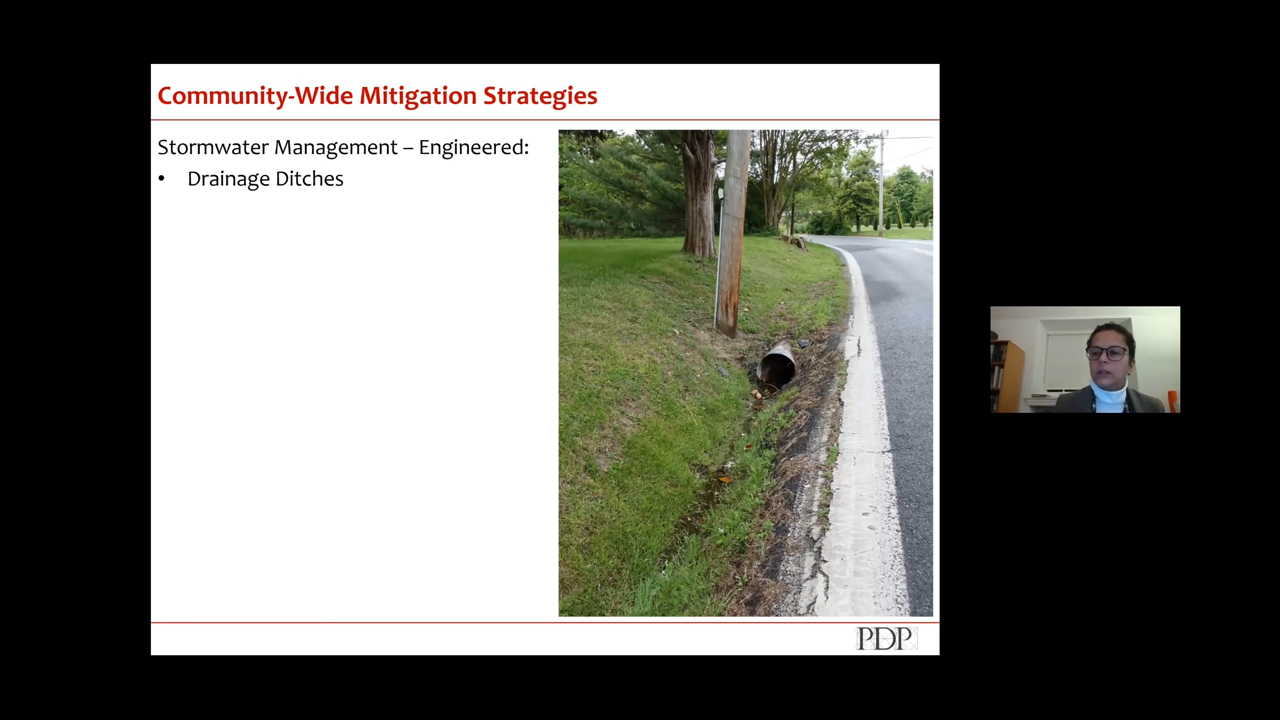 Community-Wide Mitigation Strategies
Stormwater Management – Engineered:
• Drainage Ditches
PDP